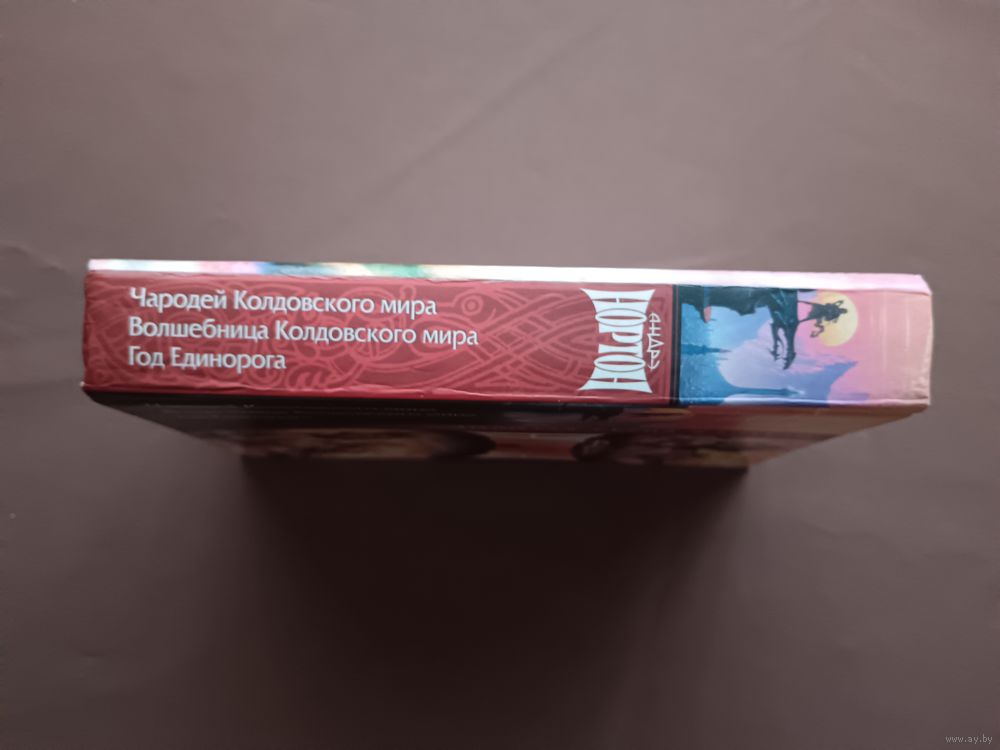 Чародей Колдовского мира
Волшебница Колдовского мира
Год Единорога
АНДРЭ
НОРТОН
www.ay.by